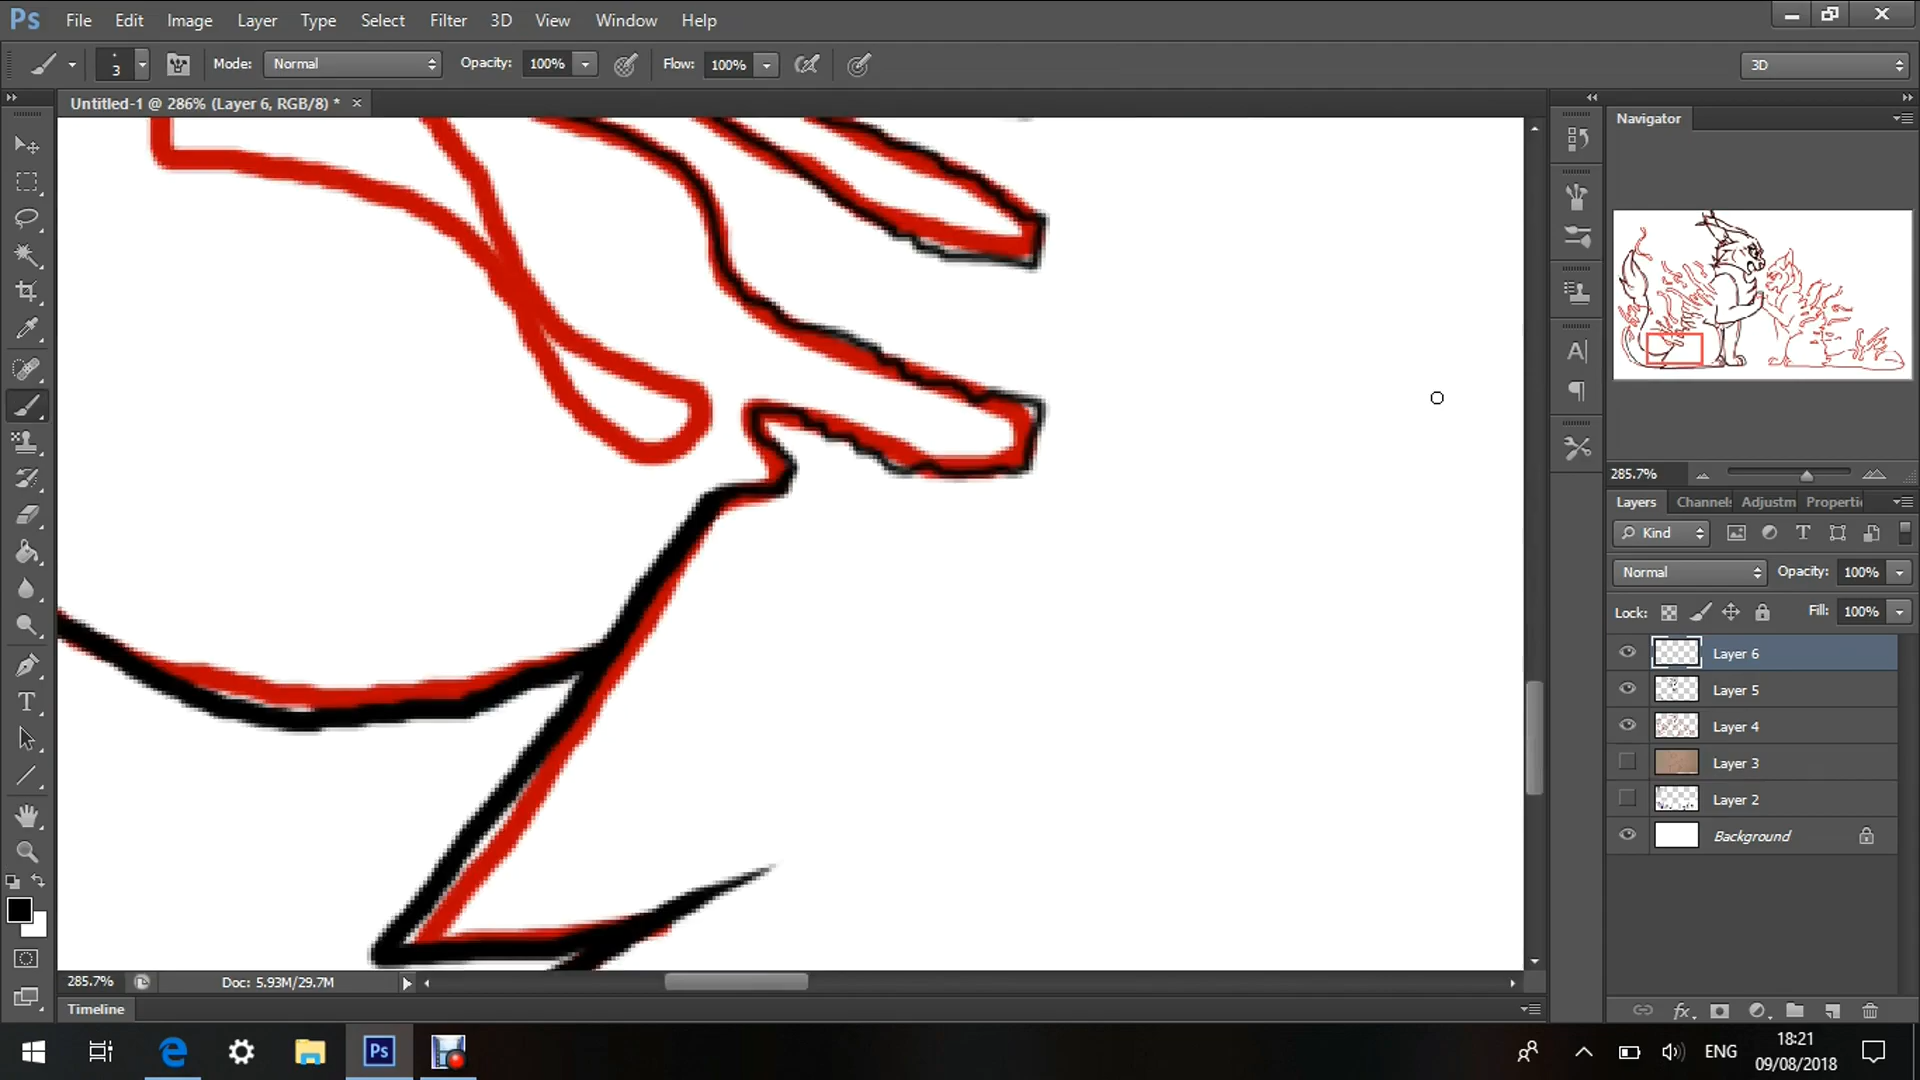 Ps File Edit Image Layer Type Select Filter 3D View Window Help
3 Mode: Normal Opacity: 100% Flow: 100% 3D
Untitled-1 @ 286% (Layer 6, RGB/8) *
Navigator
285.7%
Layers Channel Adjustm Properti
Kind
Normal Opacity: 100%
Lock: Fill: 100%
Layer 6
Layer 5
Layer 4
Layer 3
Layer 2
Background
285.7% Doc: 5.93M/29.7M
Timeline
Ps ENG 18:21
09/08/2018